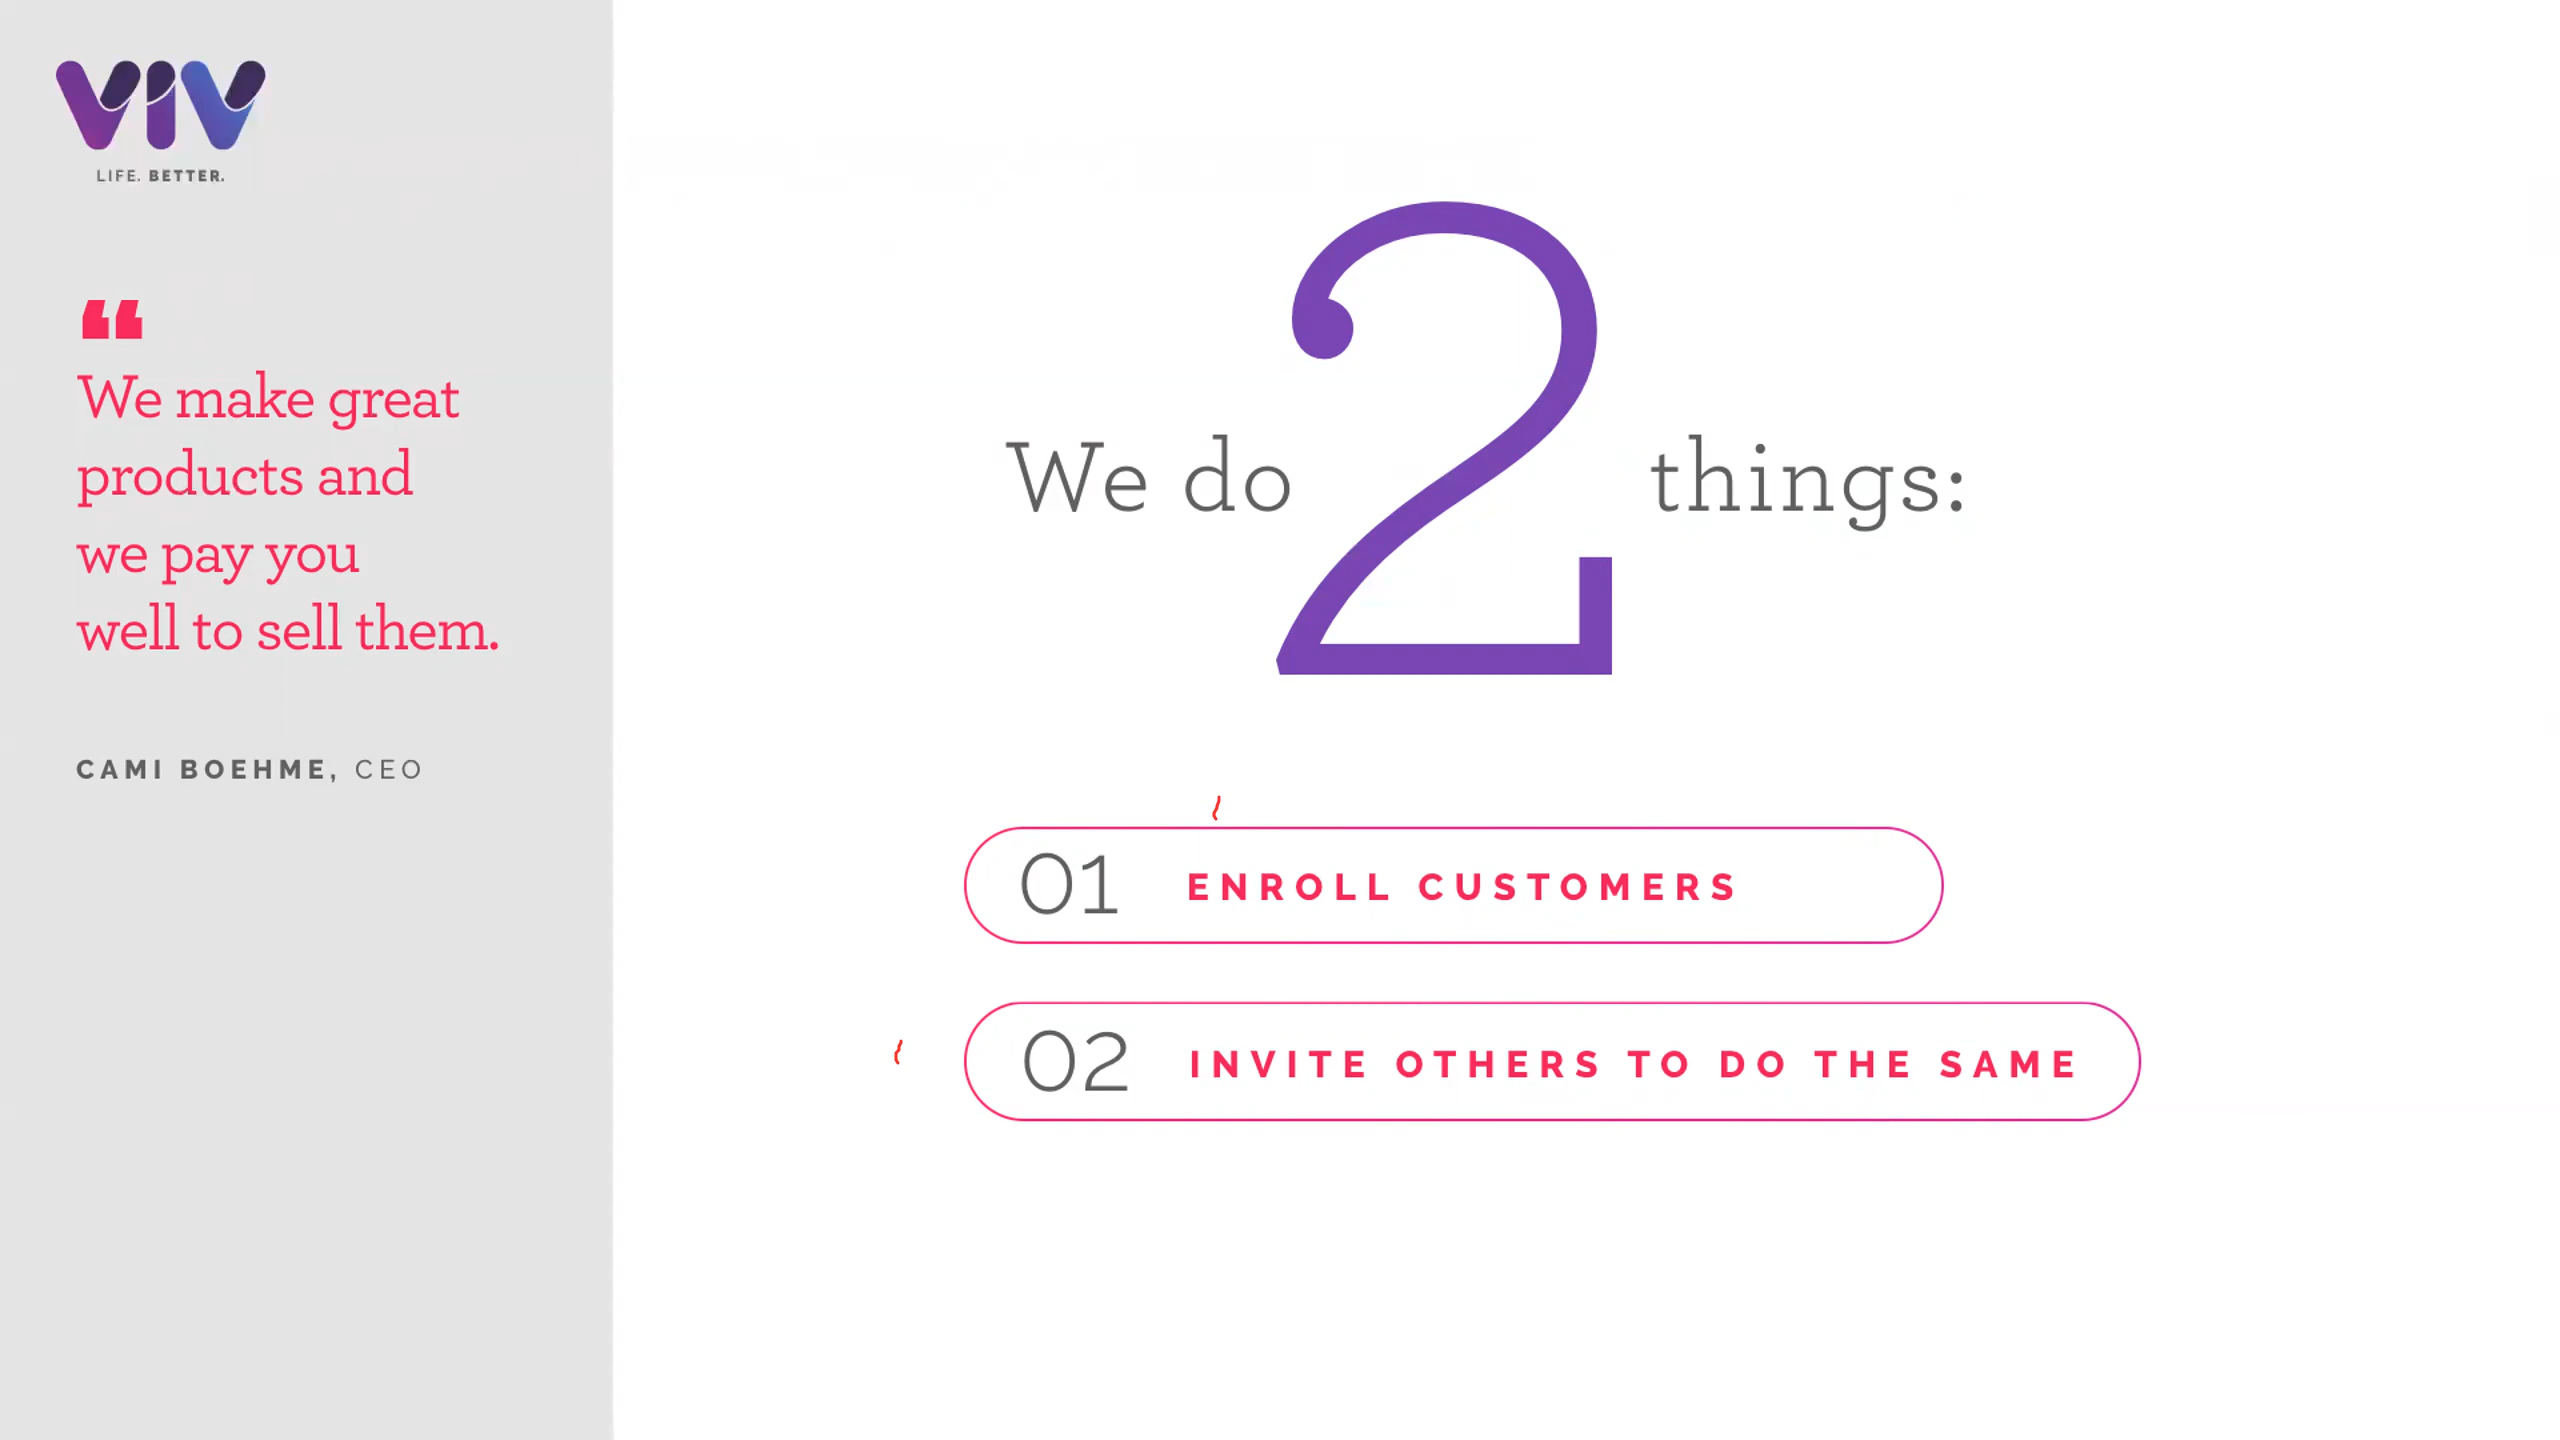 VIV
LIFE. BETTER.
“
We make great
products and
we pay you
well to sell them.
CAMI BOEHME, CEO
We do 2 things:
01 ENROLL CUSTOMERS
02 INVITE OTHERS TO DO THE SAME